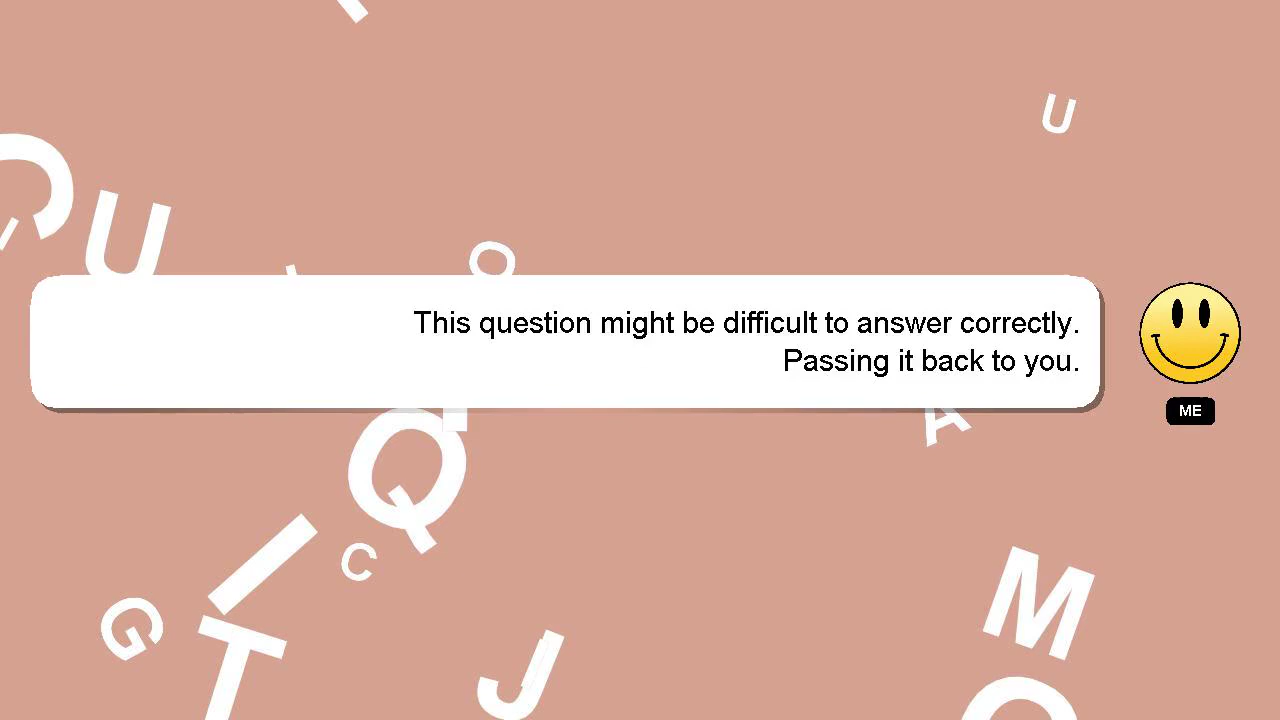 This question might be difficult to answer correctly.
Passing it back to you.
ME
U
U
O
A
Q
I
C
G
T
J
M